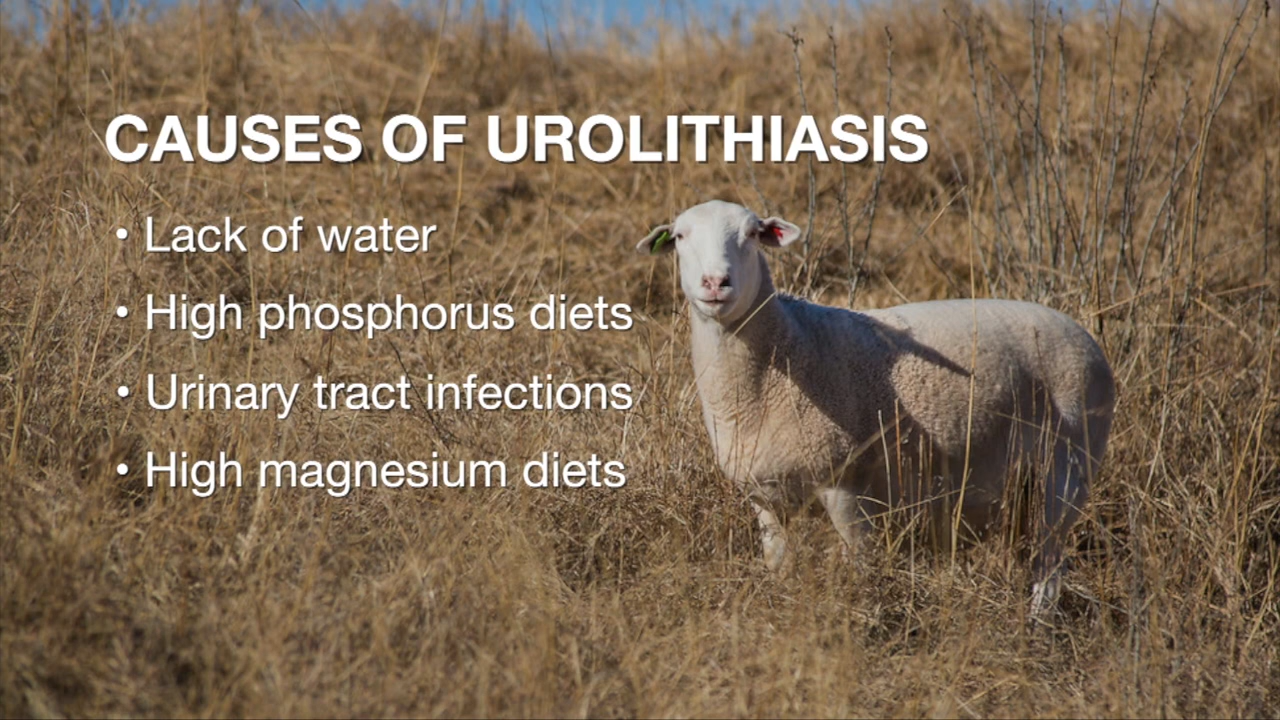 CAUSES OF UROLITHIASIS
• Lack of water
• High phosphorus diets
• Urinary tract infections
• High magnesium diets